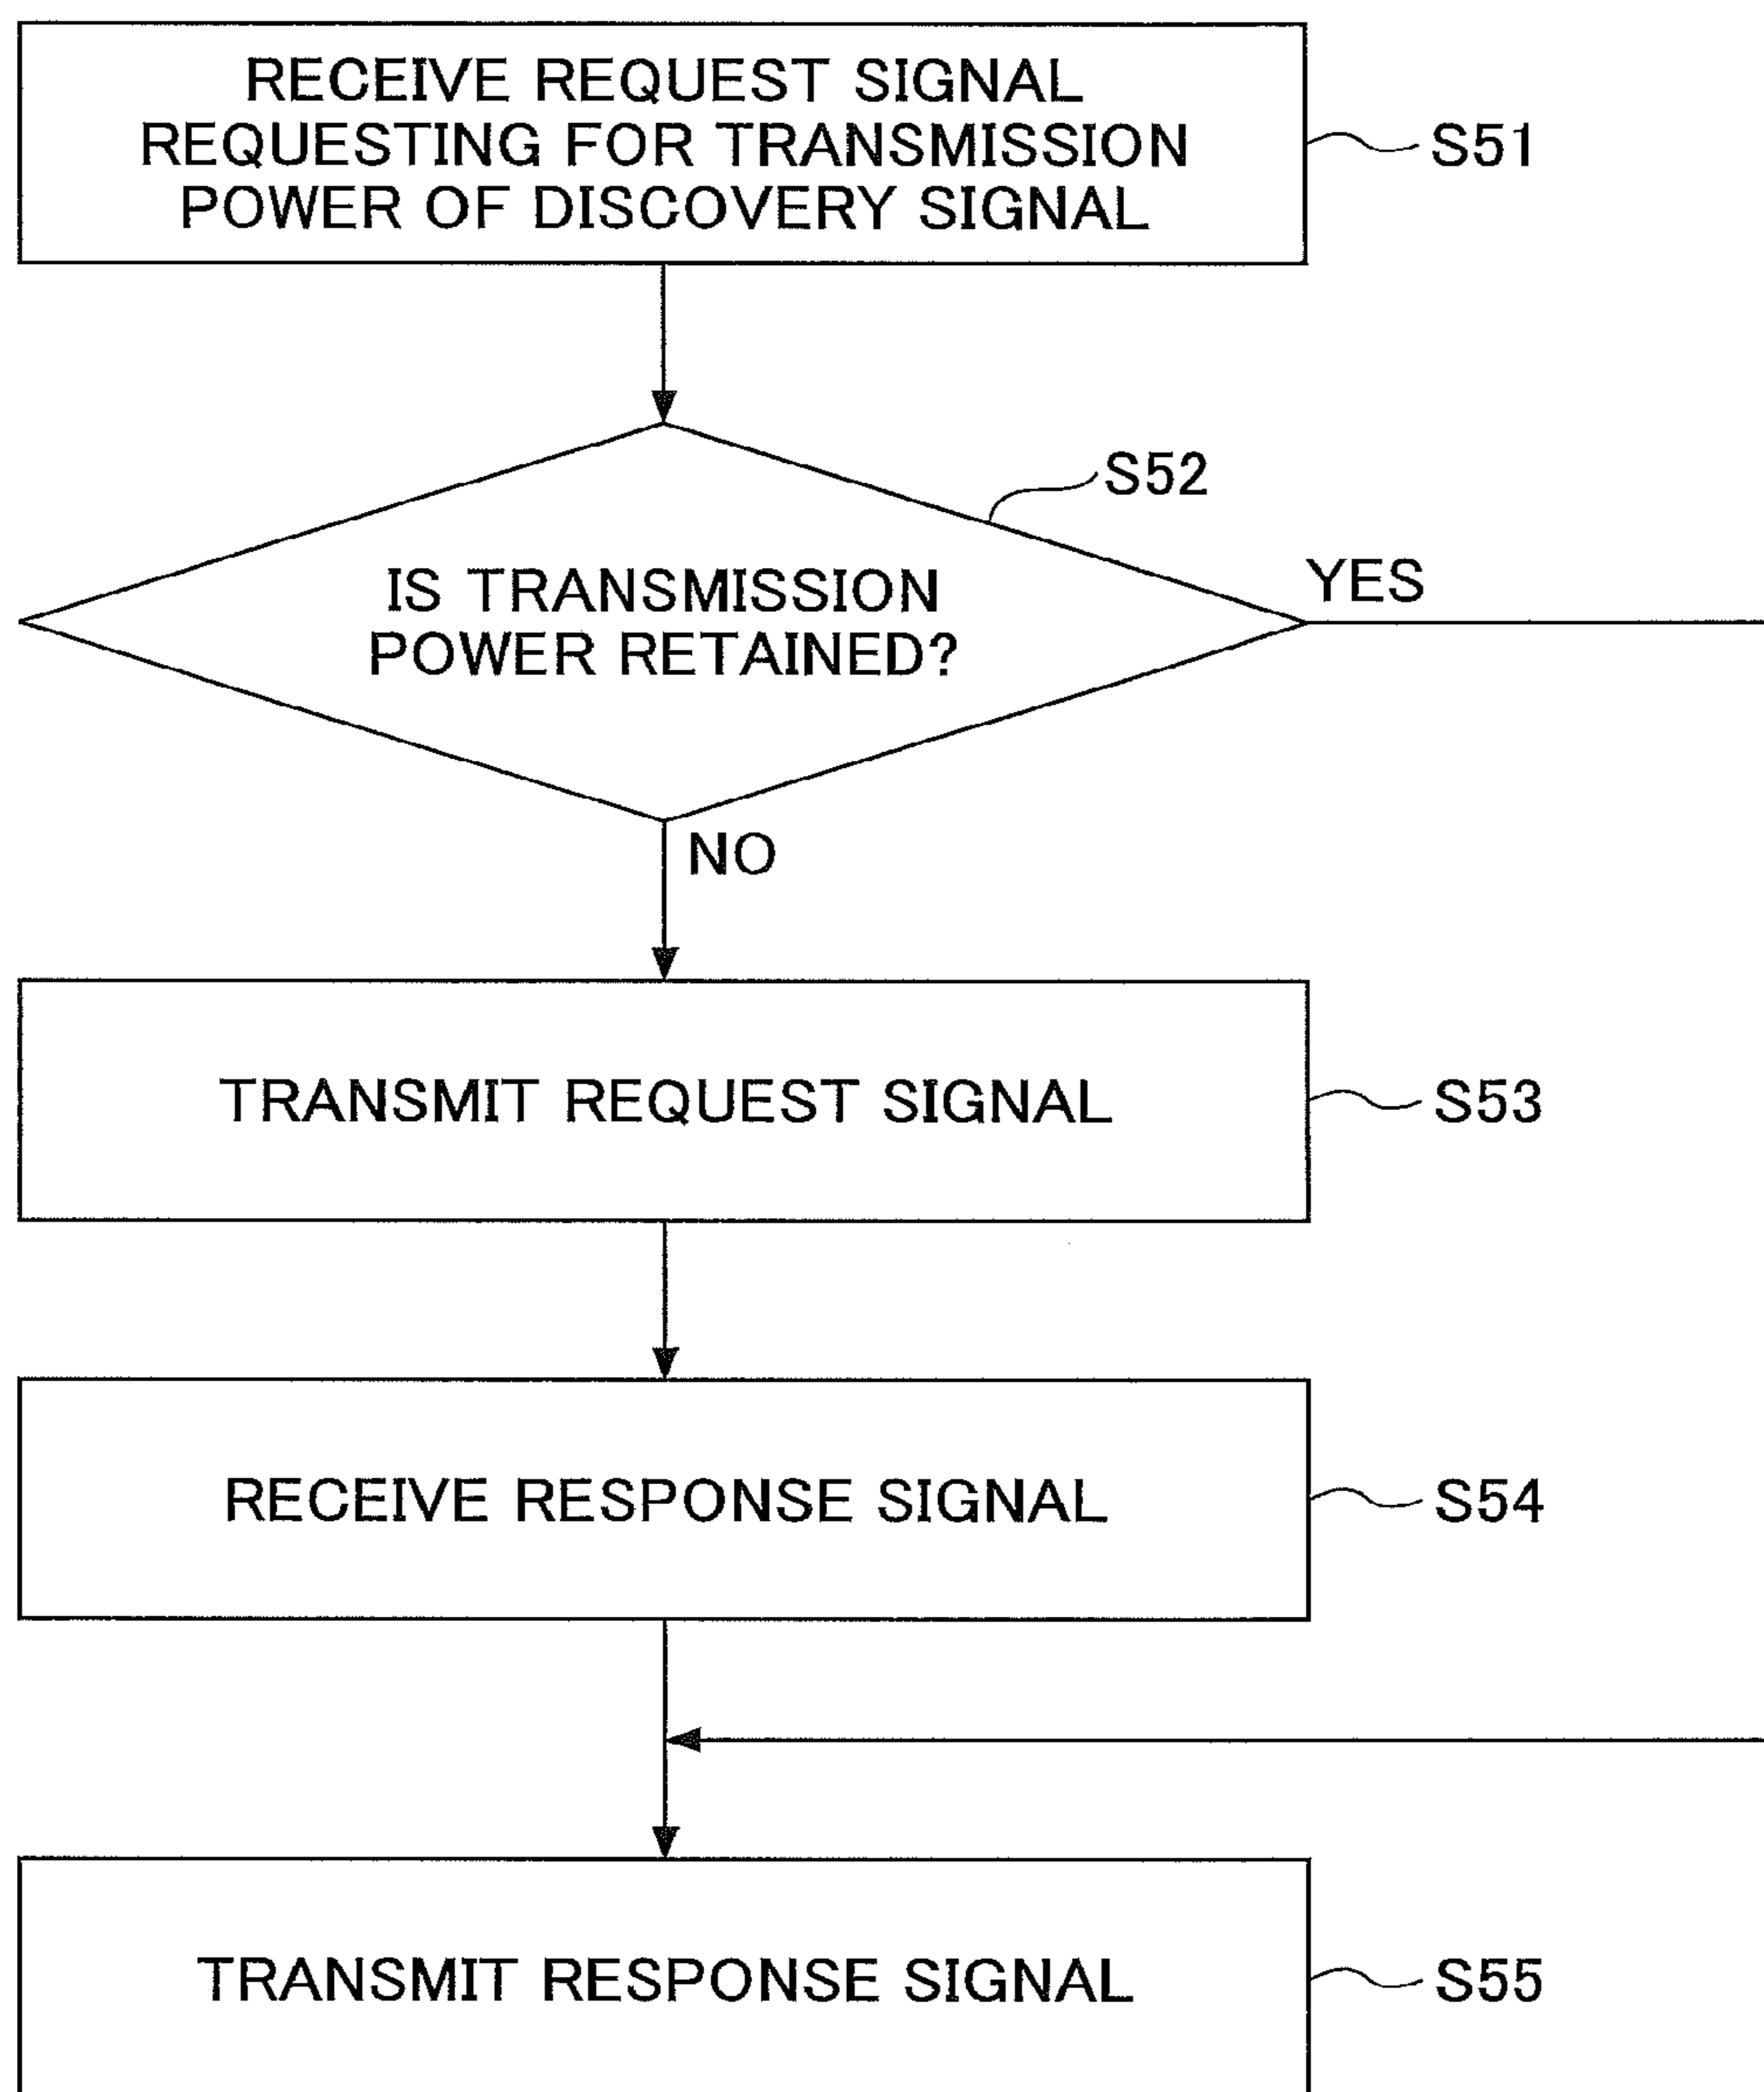 RECEIVE REQUEST SIGNAL
REQUESTING FOR TRANSMISSION
POWER OF DISCOVERY SIGNAL
S51
S52
IS TRANSMISSION
POWER RETAINED?
YES
NO
TRANSMIT REQUEST SIGNAL
S53
RECEIVE RESPONSE SIGNAL
S54
TRANSMIT RESPONSE SIGNAL
S55